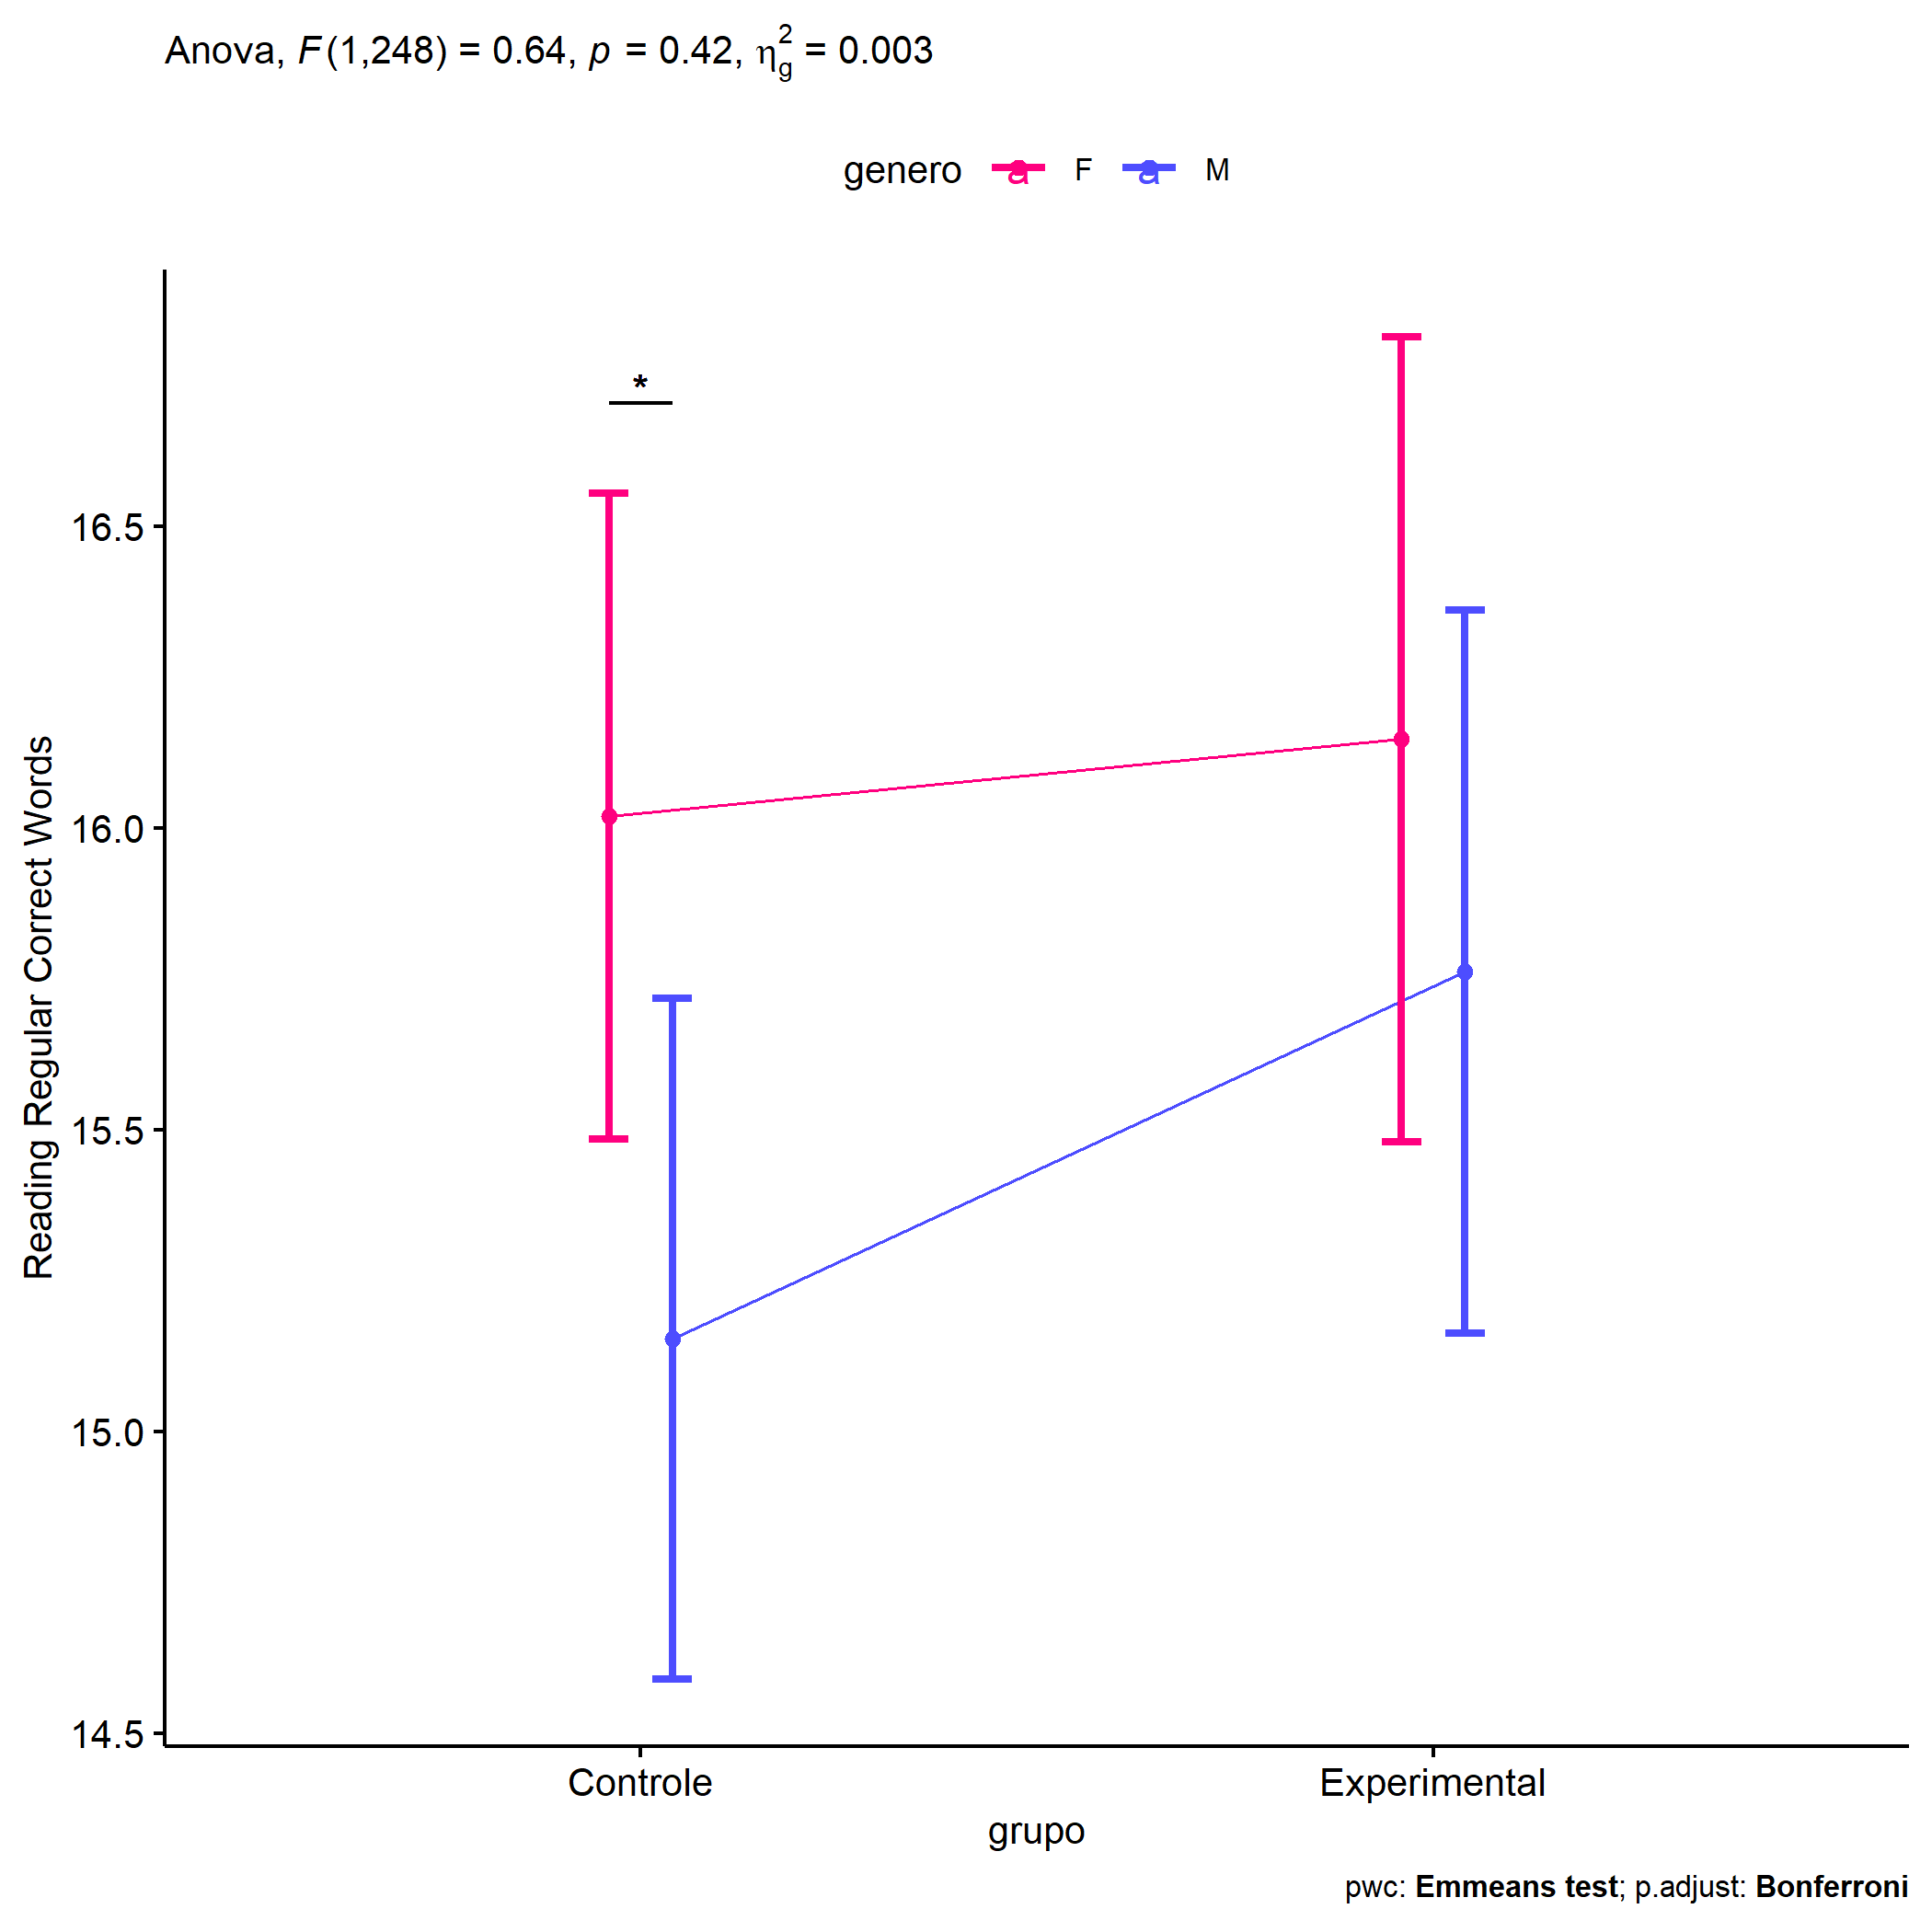 Anova, F(1,248) = 0.64, p = 0.42, η²g = 0.003
genero a F a M
*
16.5
16.0
15.5
15.0
14.5
Reading Regular Correct Words
Controle Experimental
grupo
pwc: Emmeans test; p.adjust: Bonferroni